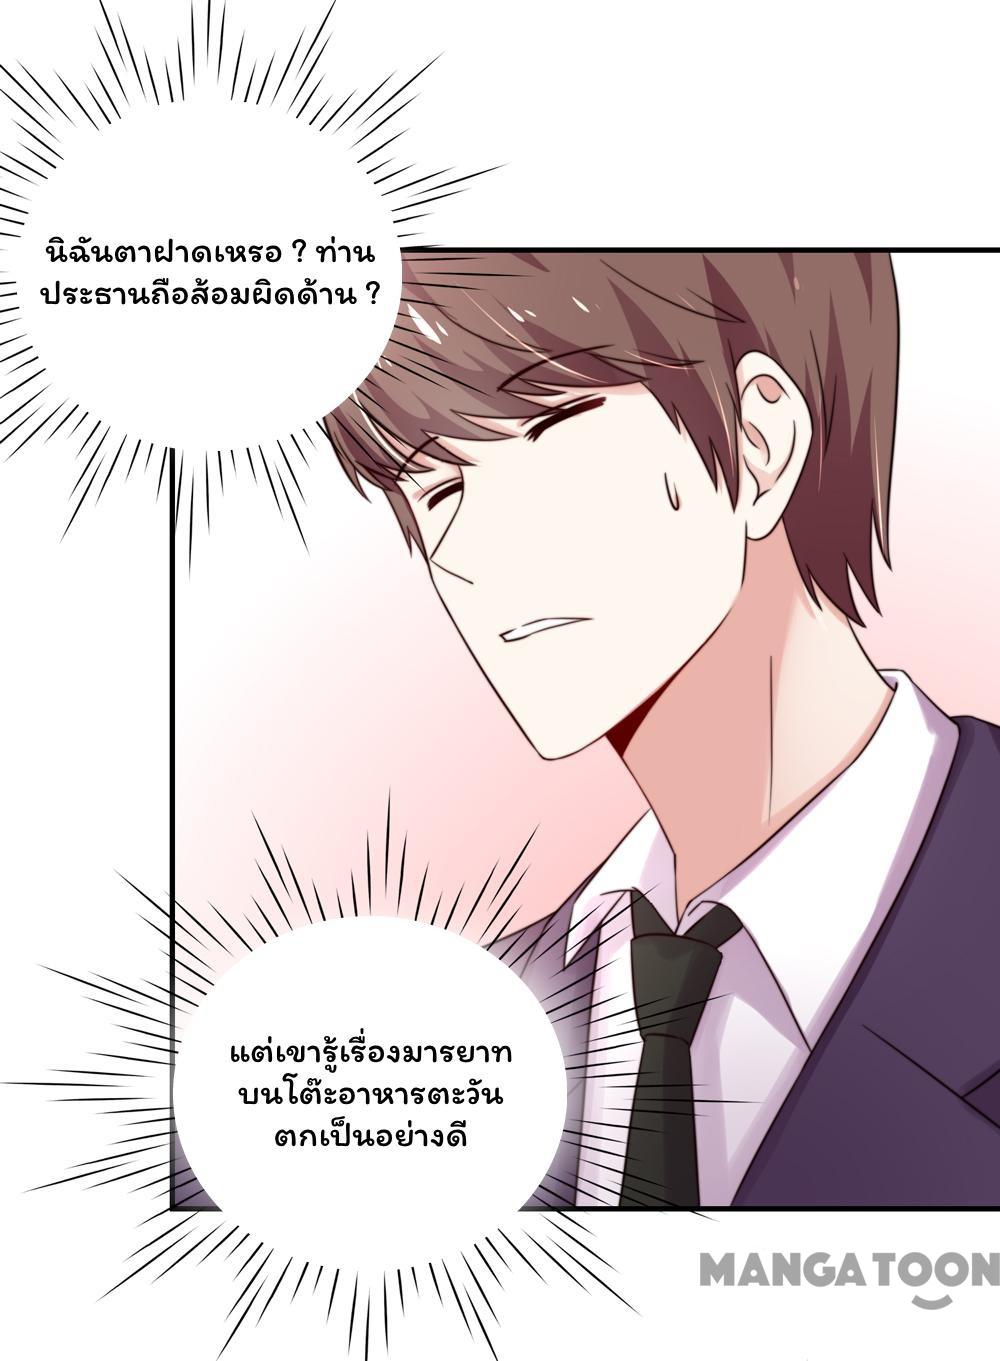 นิฉันตาฝาดเหรอ ? ท่าน
ประธานถือส้อมผิดด้าน ?
แต่เขารู้เรื่องมารยาท
บนโต๊ะอาหารตะวัน
ตกเป็นอย่างดี
MANGATOON